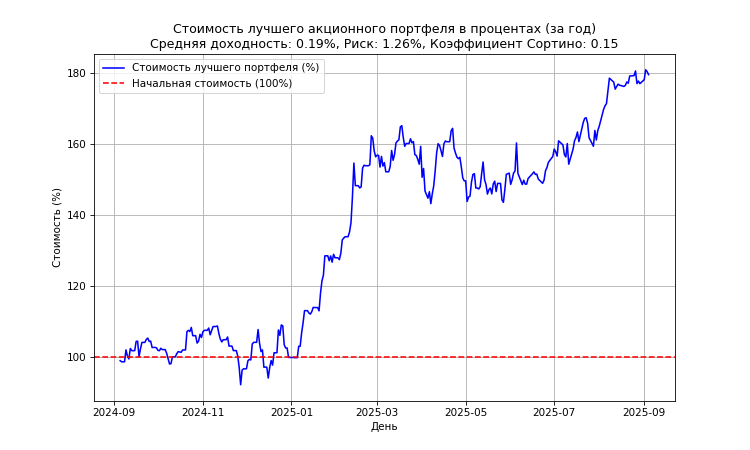 Стоимость лучшего акционного портфеля в процентах (за год)
Средняя доходность: 0.19%, Риск: 1.26%, Коэффициент Сортино: 0.15
Стоимость лучшего портфеля (%)
Начальная стоимость (100%)
Стоимость (%)
180
160
140
120
100
2024-09 2024-11 2025-01 2025-03 2025-05 2025-07 2025-09
День